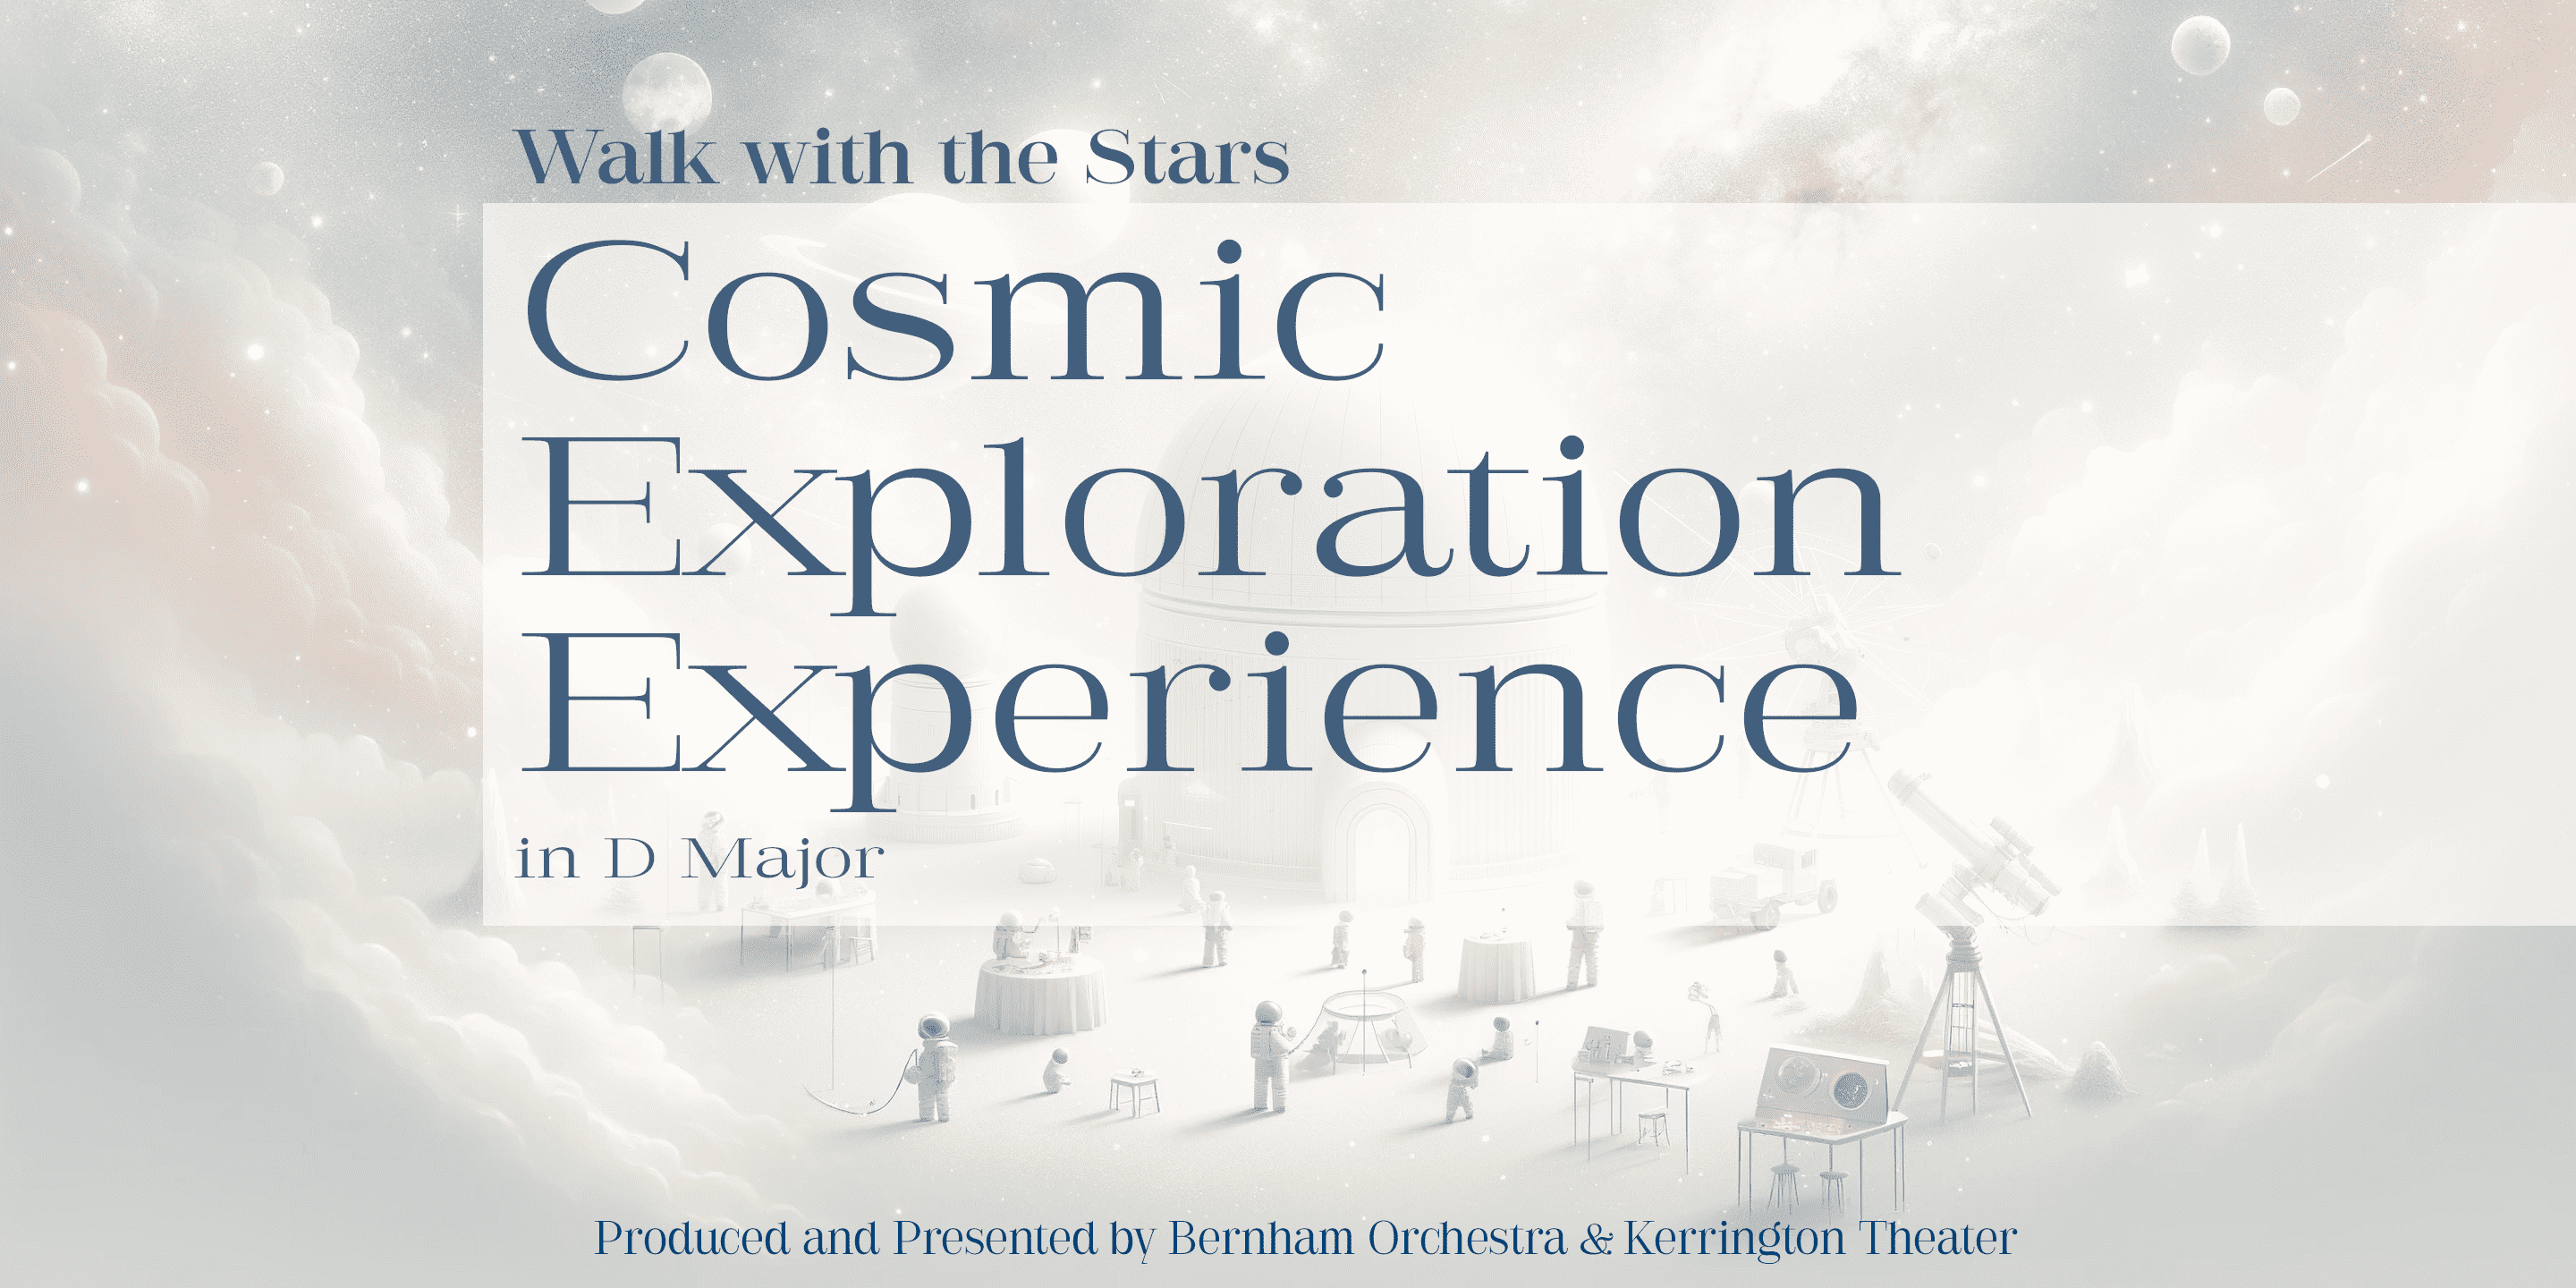 Walk with the Stars
Cosmic
Exploration
Experience
in D Major
Produced and Presented by Bernham Orchestra & Kerrington Theater